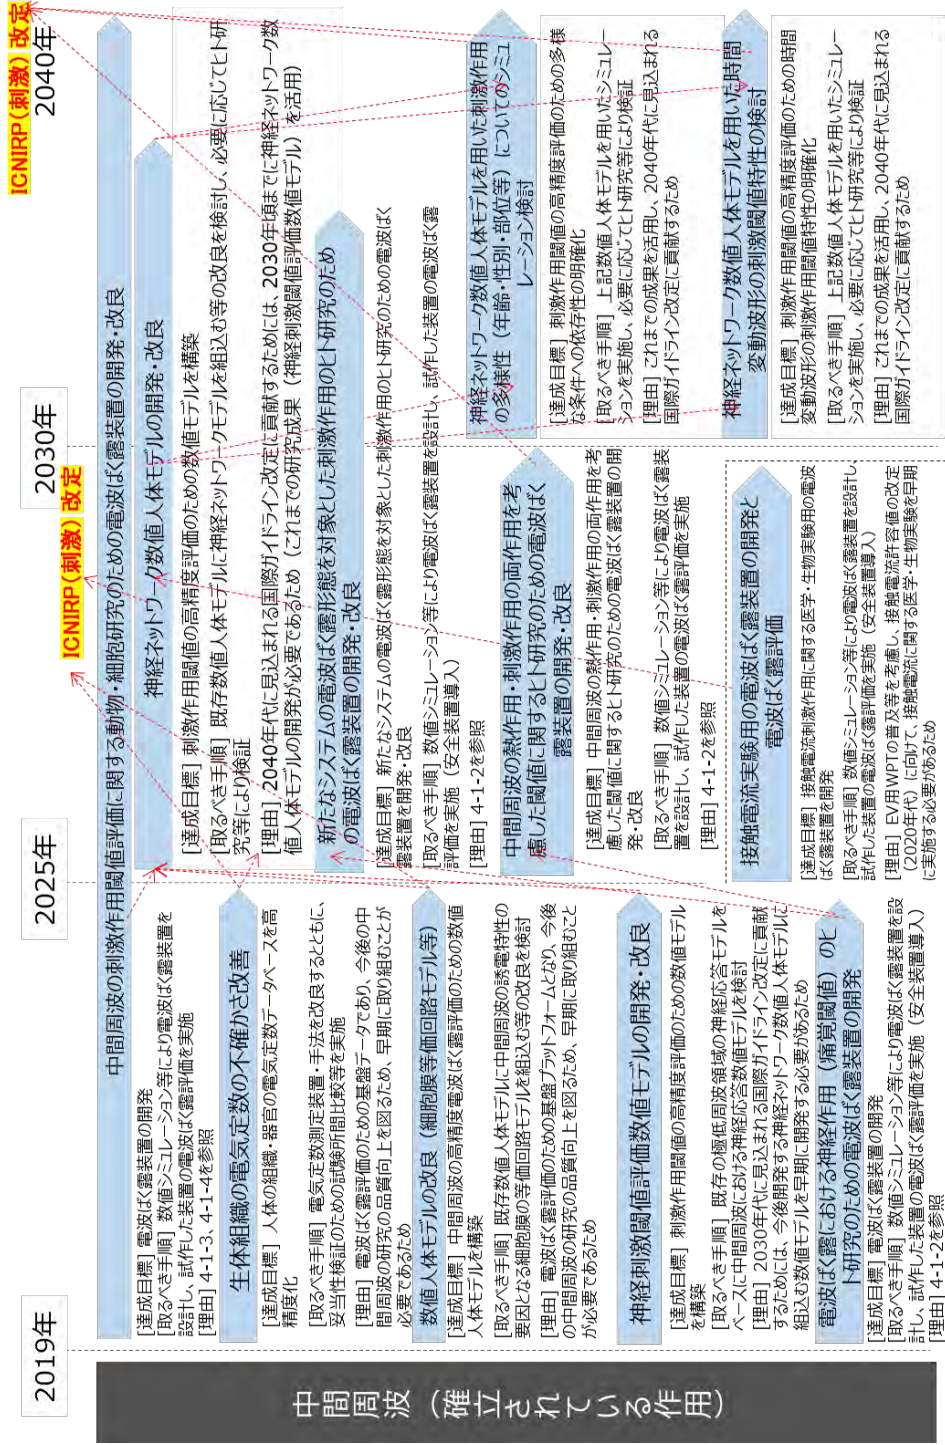 中間周波（確立されている作用）
2019年
2025年
2030年
2040年
ICNIRP(刺激) 改定
ICNIRP(刺激) 改定
中間周波の刺激作用閾値評価に関する動物・細胞研究のための電波ばく露装置の開発・改良
[達成目標] 電波ばく露装置の開発
[取るべき手順] 数値シミュレーション等により電波ばく露装置を
設計し、試作した装置の電波ばく露評価を実施
[理由] 4-1-3、4-1-4を参照
生体組織の電気定数の不確かさ改善
[達成目標] 人体の組織・器官の電気定数データベースを高
精度化
[取るべき手順] 電気定数測定装置・手法を改良するとともに、
妥当性検証のための試験所間比較等を実施
[理由] 電波ばく露評価のための基盤データであり、今後の中
間周波の研究の品質向上を図るため、早期に取り組むことが
必要であるため
数値人体モデルの改良（細胞膜等価回路モデル等）
[達成目標] 中間周波の高精度電波ばく露評価のための数値
人体モデルを構築
[取るべき手順] 既存数値人体モデルに中間周波の誘電特性の
要因となる細胞膜の等価回路モデルを組込む等の改良を検討
[理由] 電波ばく露評価のための基盤プラットフォームとなり、今後
の中間周波の研究の品質向上を図るため、早期に取り組むこと
が必要であるため
神経刺激閾値評価数値モデルの開発・改良
[達成目標] 刺激作用閾値の高精度評価のための数値モデル
を構築
[取るべき手順] 既存の極低周波領域の神経応答モデルを
ベースに中間周波における神経応答数値モデルを検討
[理由] 2030年代に見込まれる国際ガイドライン改定に貢献
するためには、今後開発する神経ネットワーク数値人体モデルに
組込む数値モデルを早期に開発する必要があるため
電波ばく露における神経作用（痛覚閾値）のヒ
ト研究のための電波ばく露装置の開発
[達成目標] 電波ばく露装置の開発
[取るべき手順] 数値シミュレーション等により電波ばく露装置を設
計し、試作した装置の電波ばく露評価を実施（安全装置導入）
[理由] 4-1-2を参照
神経ネットワーク数値人体モデルの開発・改良
[達成目標] 刺激作用閾値の高精度評価のための数値モデルを構築
[取るべき手順] 既存数値人体モデルに神経ネットワークモデルを組込む等の改良を検討し、必要に応じてヒト研
究等により検証
[理由] 2040年代に見込まれる国際ガイドライン改定に貢献するためには、2030年頃までに神経ネットワーク数
値人体モデルの開発が必要であるため（これまでの研究成果（神経刺激閾値評価数値モデル）を活用）
新たなシステムの電波ばく露形態を対象とした刺激作用のヒト研究のため
の電波ばく露装置の開発・改良
[達成目標] 新たなシステムの電波ばく露形態を対象とした刺激作用のヒト研究のための電波ばく
露装置を開発・改良
[取るべき手順] 数値シミュレーション等により電波ばく露装置を設計し、試作した装置の電波ばく露
評価を実施（安全装置導入）
[理由] 4-1-2を参照
中間周波の熱作用・刺激作用の両作用を考
慮した閾値に関するヒト研究のための電波ばく
露装置の開発・改良
[達成目標] 中間周波の熱作用・刺激作用の両作用を考
慮した閾値に関するヒト研究のための電波ばく露装置の開
発・改良
[取るべき手順] 数値シミュレーション等により電波ばく露装
置を設計し、試作した装置の電波ばく露評価を実施
[理由] 4-1-2を参照
接触電流実験用の電波ばく露装置の開発と
電波ばく露評価
[達成目標] 接触電流刺激作用に関する医学・生物実験用の電波
ばく露装置を開発
[取るべき手順] 数値シミュレーション等により電波ばく露装置を設計し、
試作した装置の電波ばく露評価を実施（安全装置導入）
[理由] EV用WPTの普及等を考慮し、接触電流許容値の改定
（2020年代）に向けて、接触電流に関する医学・生物実験を早期
に実施する必要があるため
神経ネットワーク数値人体モデルを用いた刺激作用
の多様性（年齢・性別・部位等）についてのシミュ
レーション検討
[達成目標] 刺激作用閾値の高精度評価のための多様
な条件への依存性の明確化
[取るべき手順] 上記数値人体モデルを用いたシミュレー
ションを実施し、必要に応じてヒト研究等により検証
[理由] これまでの成果を活用し、2040年代に見込まれる
国際ガイドライン改定に貢献するため
神経ネットワーク数値人体モデルを用いた時間
変動波形の刺激閾値特性の検討
[達成目標] 刺激作用閾値の高精度評価のための時間
変動波形の刺激作用閾値特性の明確化
[取るべき手順] 上記数値人体モデルを用いたシミュレー
ションを実施し、必要に応じてヒト研究等により検証
[理由] これまでの成果を活用し、2040年代に見込まれる
国際ガイドライン改定に貢献するため